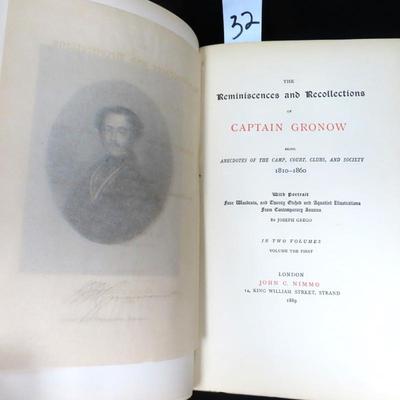 32
THE
Reminiscences and Recollections
OF
CAPTAIN GRONOW
BEING
ANECDOTES OF THE CAMP, COURT, CLUBS, AND SOCIETY
1810–1860
With Portrait
Four Woodcuts, and Twenty Etched and Aquatint Illustrations
From Contemporary Sources
BY JOSEPH GREGO
IN TWO VOLUMES
VOLUME THE FIRST
LONDON
JOHN C. NIMMO
14, KING WILLIAM STREET, STRAND
1889